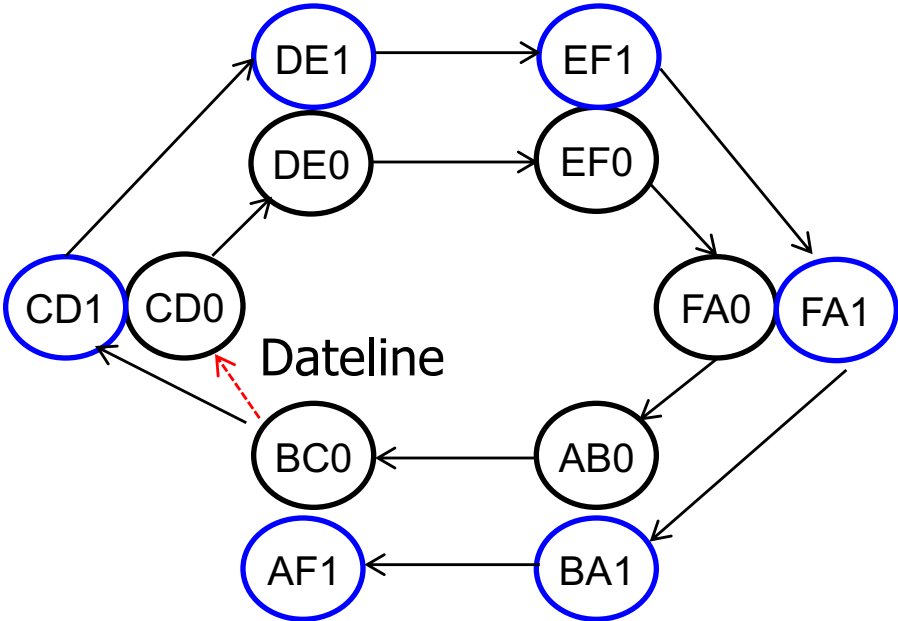 DE1
EF1
DE0
EF0
CD1
CD0
FA0
FA1
Dateline
BC0
AB0
AF1
BA1